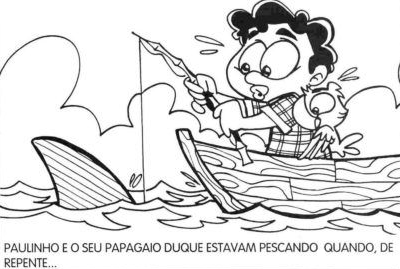 PAULINHO E O SEU PAPAGAIO DUQUE ESTAVAM PESCANDO QUANDO, DE
REPENTE...